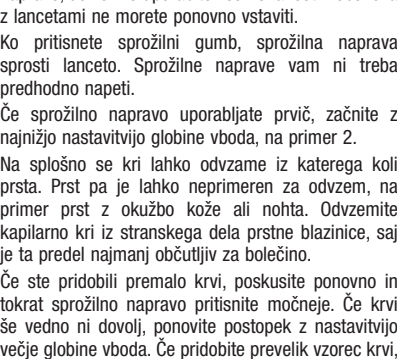 z lancetami ne morete ponovno vstaviti.
Ko pritisnete sprožilni gumb, sprožilna naprava
sprosti lanceto. Sprožilne naprave vam ni treba
predhodno napeti.
Če sprožilno napravo uporabljate prvič, začnite z
najnižjo nastavitvijo globine vboda, na primer 2.
Na splošno se kri lahko odvzame iz katerega koli
prsta. Prst pa je lahko neprimeren za odvzem, na
primer prst z okužbo kože ali nohta. Odvzemite
kapilarno kri iz stranskega dela prstne blazinice, saj
je ta predel najmanj občutljiv za bolečino.
Če ste pridobili premalo krvi, poskusite ponovno in
tokrat sprožilno napravo pritisnite močneje. Če krvi
še vedno ni dovolj, ponovite postopek z nastavitvijo
večje globine vboda. Če pridobite prevelik vzorec krvi,